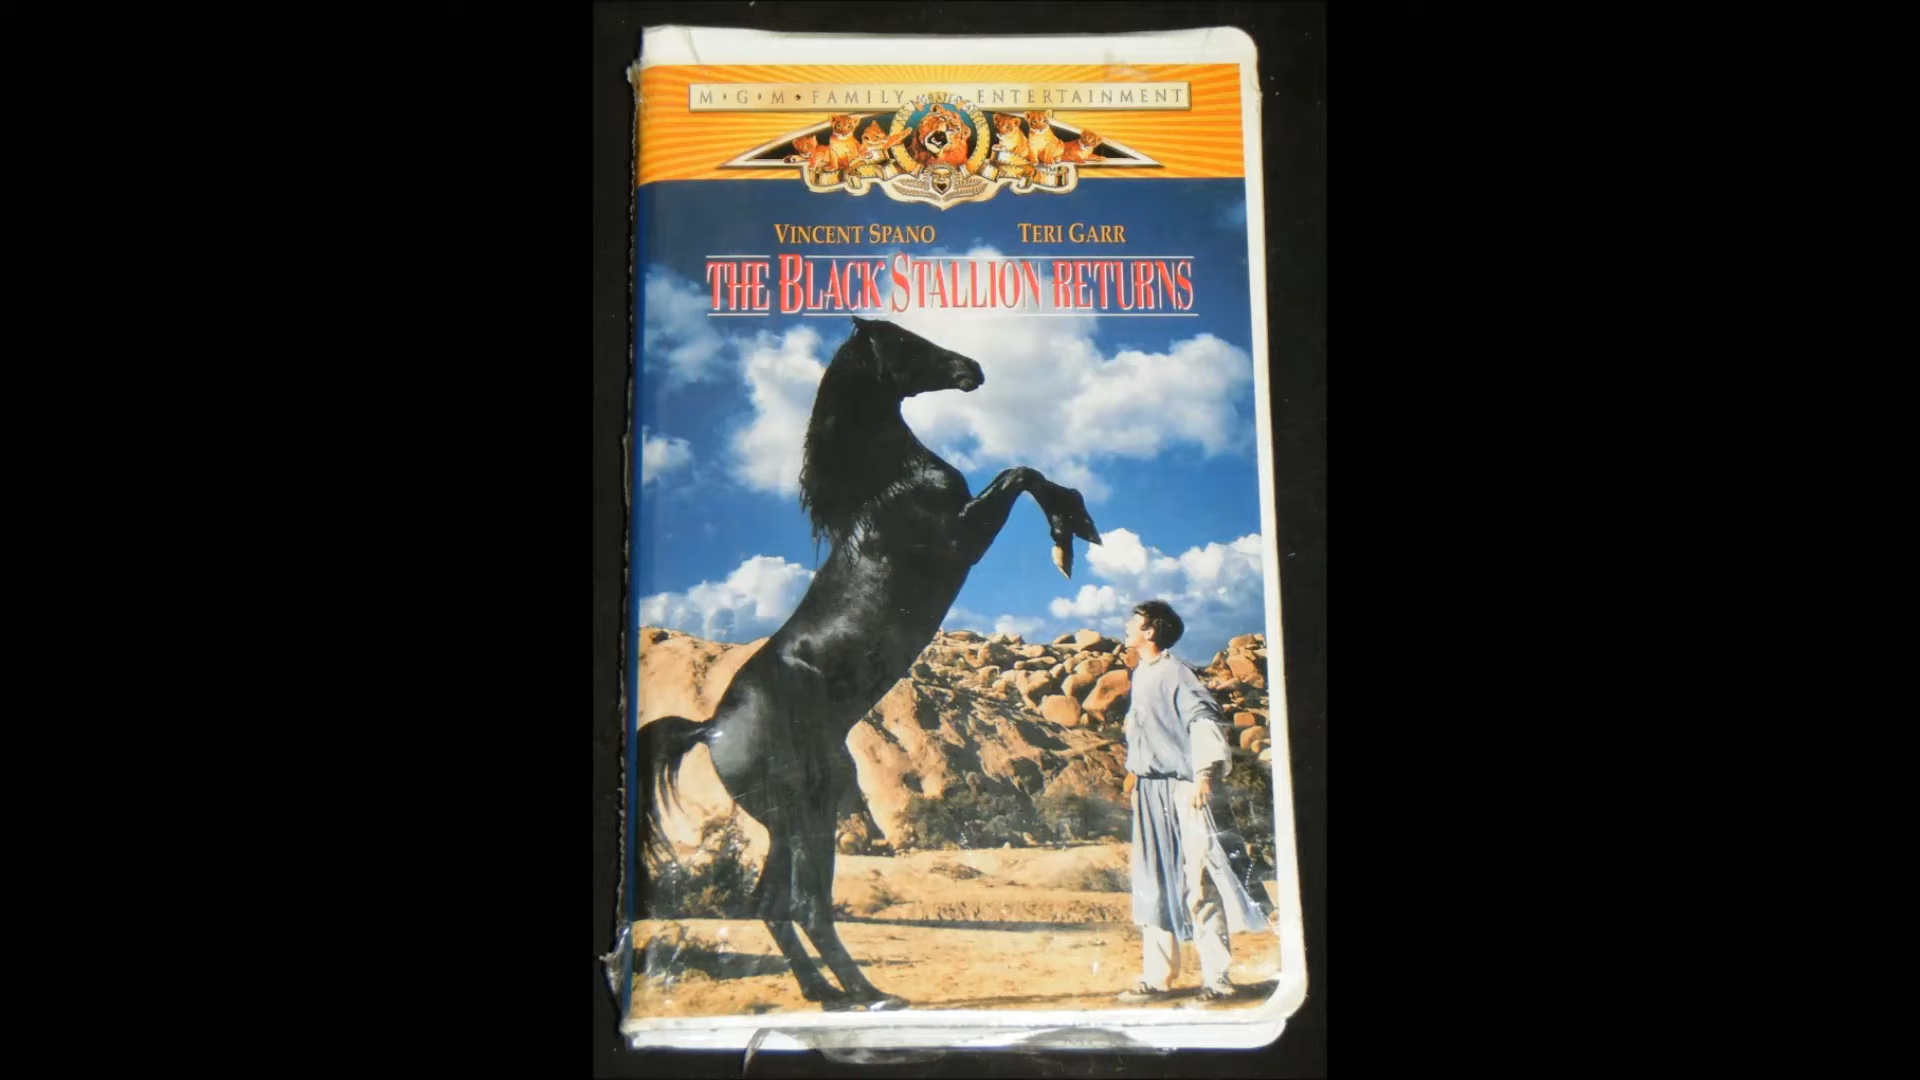 M•G•M•FAMILY ENTERTAINMENT
VINCENT SPANO TERI GARR
THE BLACK STALLION RETURNS